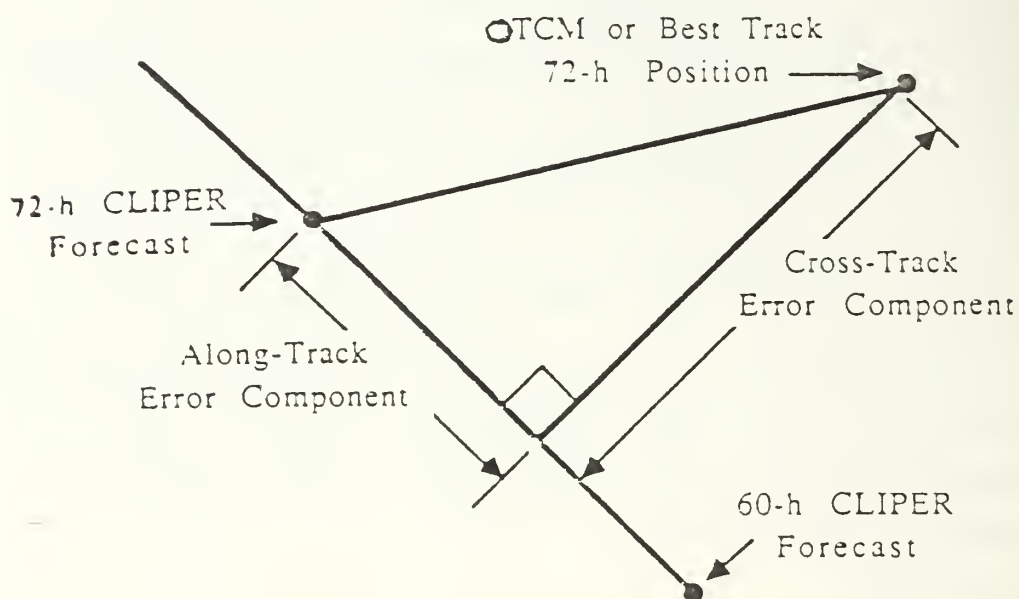 OTCM or Best Track
72-h Position
72-h CLIPER
Forecast
Cross-Track
Error Component
Along-Track
Error Component
60-h CLIPER
Forecast